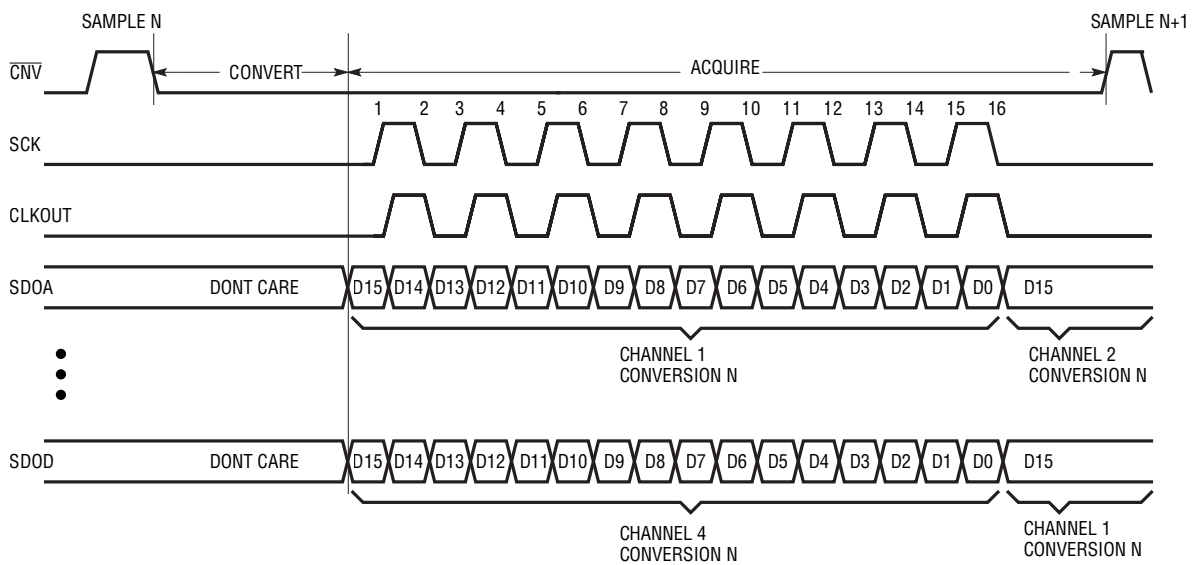 SAMPLE N
SAMPLE N+1
CNV
CONVERT
ACQUIRE
1 2 3 4 5 6 7 8 9 10 11 12 13 14 15 16
SCK
CLKOUT
SDOA
DONT CARE
D15 D14 D13 D12 D11 D10 D9 D8 D7 D6 D5 D4 D3 D2 D1 D0 D15
CHANNEL 1
CONVERSION N
CHANNEL 2
CONVERSION N
SDOD
DONT CARE
D15 D14 D13 D12 D11 D10 D9 D8 D7 D6 D5 D4 D3 D2 D1 D0 D15
CHANNEL 4
CONVERSION N
CHANNEL 1
CONVERSION N